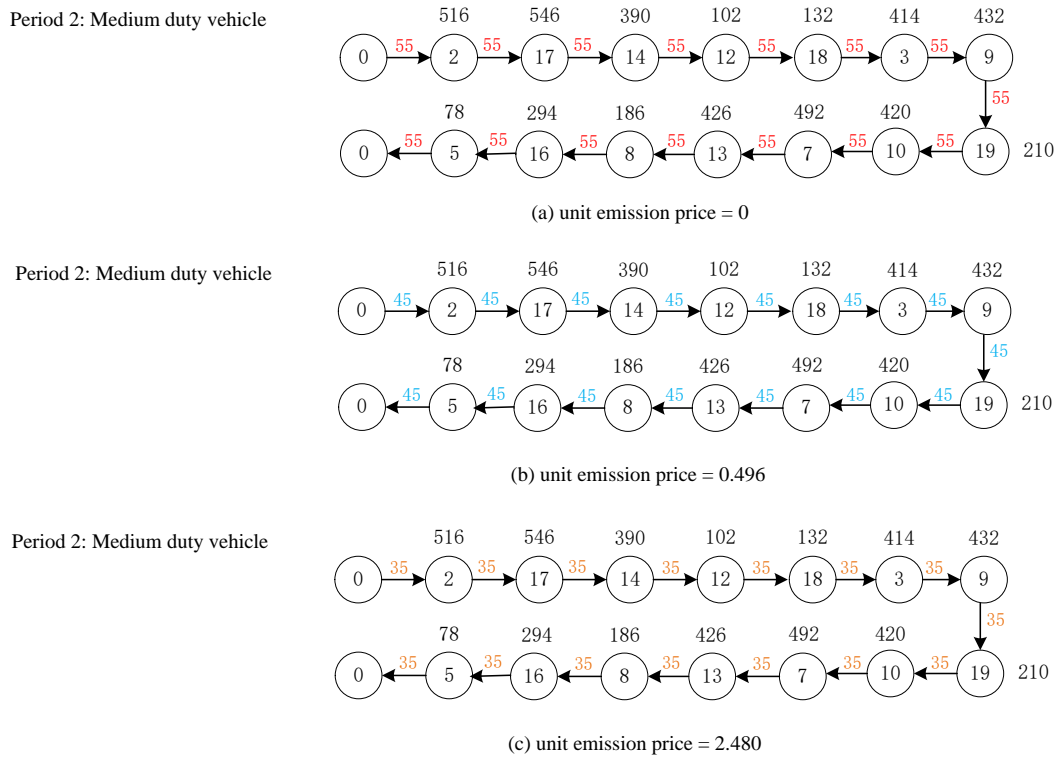 Period 2: Medium duty vehicle
516 546 390 102 132 414 432
0 55 2 55 17 55 14 55 12 55 18 55 3 55 9
55
78 294 186 426 492 420
0 55 5 55 16 55 8 55 13 55 7 55 10 55 19 210
(a) unit emission price = 0
Period 2: Medium duty vehicle
516 546 390 102 132 414 432
0 45 2 45 17 45 14 45 12 45 18 45 3 45 9
45
78 294 186 426 492 420
0 45 5 45 16 45 8 45 13 45 7 45 10 45 19 210
(b) unit emission price = 0.496
Period 2: Medium duty vehicle
516 546 390 102 132 414 432
0 35 2 35 17 35 14 35 12 35 18 35 3 35 9
35
78 294 186 426 492 420
0 35 5 35 16 35 8 35 13 35 7 35 10 35 19 210
(c) unit emission price = 2.480